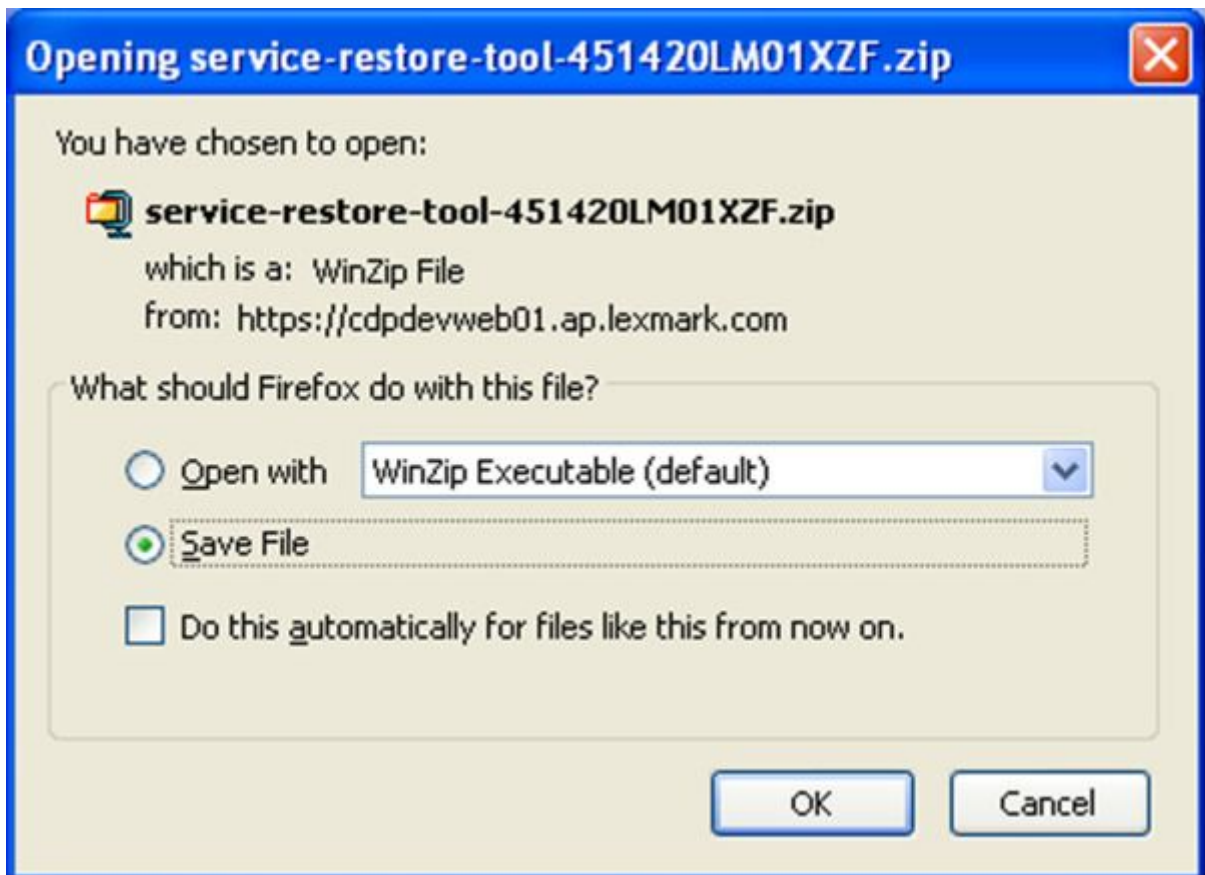 Opening service-restore-tool-451420LM01XZF.zip
You have chosen to open:
service-restore-tool-451420LM01XZF.zip
which is a: WinZip File
from: https://cdpdevweb01.ap.lexmark.com
What should Firefox do with this file?
Open with WinZip Executable (default)
Save File
Do this automatically for files like this from now on.
OK Cancel